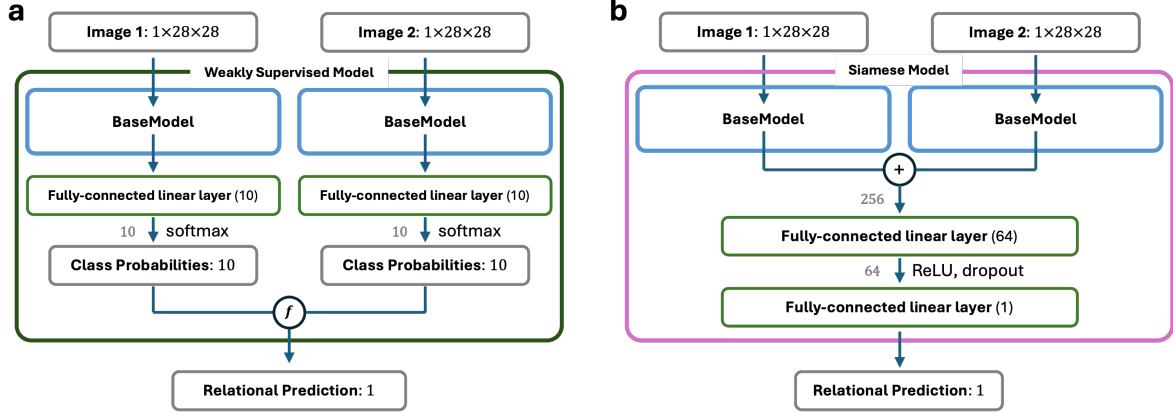 a
Image 1: 1×28×28
Image 2: 1×28×28
Weakly Supervised Model
BaseModel
BaseModel
Fully-connected linear layer (10)
Fully-connected linear layer (10)
10 softmax
10 softmax
Class Probabilities: 10
Class Probabilities: 10
f
Relational Prediction: 1
b
Image 1: 1×28×28
Image 2: 1×28×28
Siamese Model
BaseModel
BaseModel
+
256
Fully-connected linear layer (64)
64 ReLU, dropout
Fully-connected linear layer (1)
Relational Prediction: 1